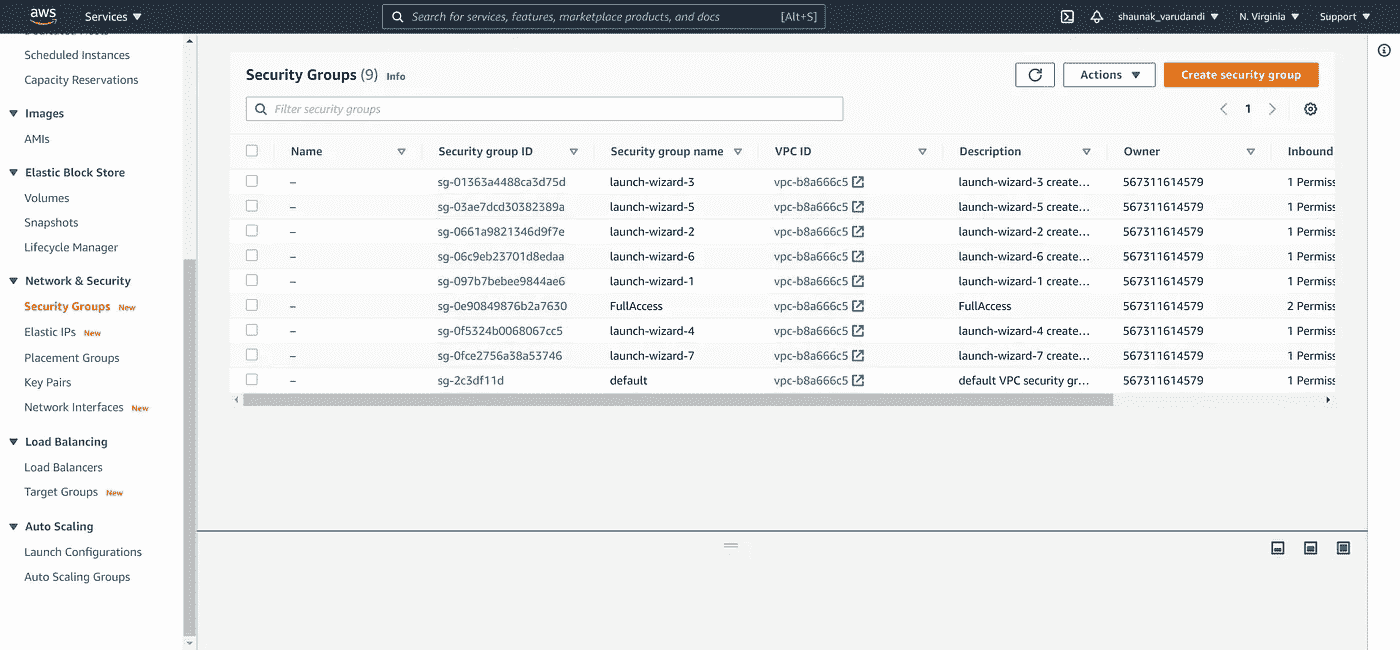 aws Services Search for services, features, marketplace products, and docs [Alt+S] shaunak_varudandi N. Virginia Support
Scheduled Instances
Capacity Reservations
Images
AMIs
Elastic Block Store
Volumes
Snapshots
Lifecycle Manager
Network & Security
Security Groups New
Elastic IPs New
Placement Groups
Key Pairs
Network Interfaces New
Load Balancing
Load Balancers
Target Groups New
Auto Scaling
Launch Configurations
Auto Scaling Groups
Security Groups (9) Info Actions Create security group
Filter security groups 1
Name Security group ID Security group name VPC ID Description Owner Inbound
– sg-01363a4488ca3d75d launch-wizard-3 vpc-b8a666c5 launch-wizard-3 create... 567311614579 1 Permiss
– sg-03ae7dcd30382389a launch-wizard-5 vpc-b8a666c5 launch-wizard-5 create... 567311614579 1 Permiss
– sg-0661a9821346d9f7e launch-wizard-2 vpc-b8a666c5 launch-wizard-2 create... 567311614579 1 Permiss
– sg-06c9eb23701d8edaa launch-wizard-6 vpc-b8a666c5 launch-wizard-6 create... 567311614579 1 Permiss
– sg-097b7bebee9844ae6 launch-wizard-1 vpc-b8a666c5 launch-wizard-1 create... 567311614579 1 Permiss
– sg-0e90849876b2a7630 FullAccess vpc-b8a666c5 FullAccess 567311614579 2 Permiss
– sg-0f5324b0068067cc5 launch-wizard-4 vpc-b8a666c5 launch-wizard-4 create... 567311614579 1 Permiss
– sg-0fce2756a38a53746 launch-wizard-7 vpc-b8a666c5 launch-wizard-7 create... 567311614579 1 Permiss
– sg-2c3df11d default vpc-b8a666c5 default VPC security gr... 567311614579 1 Permiss